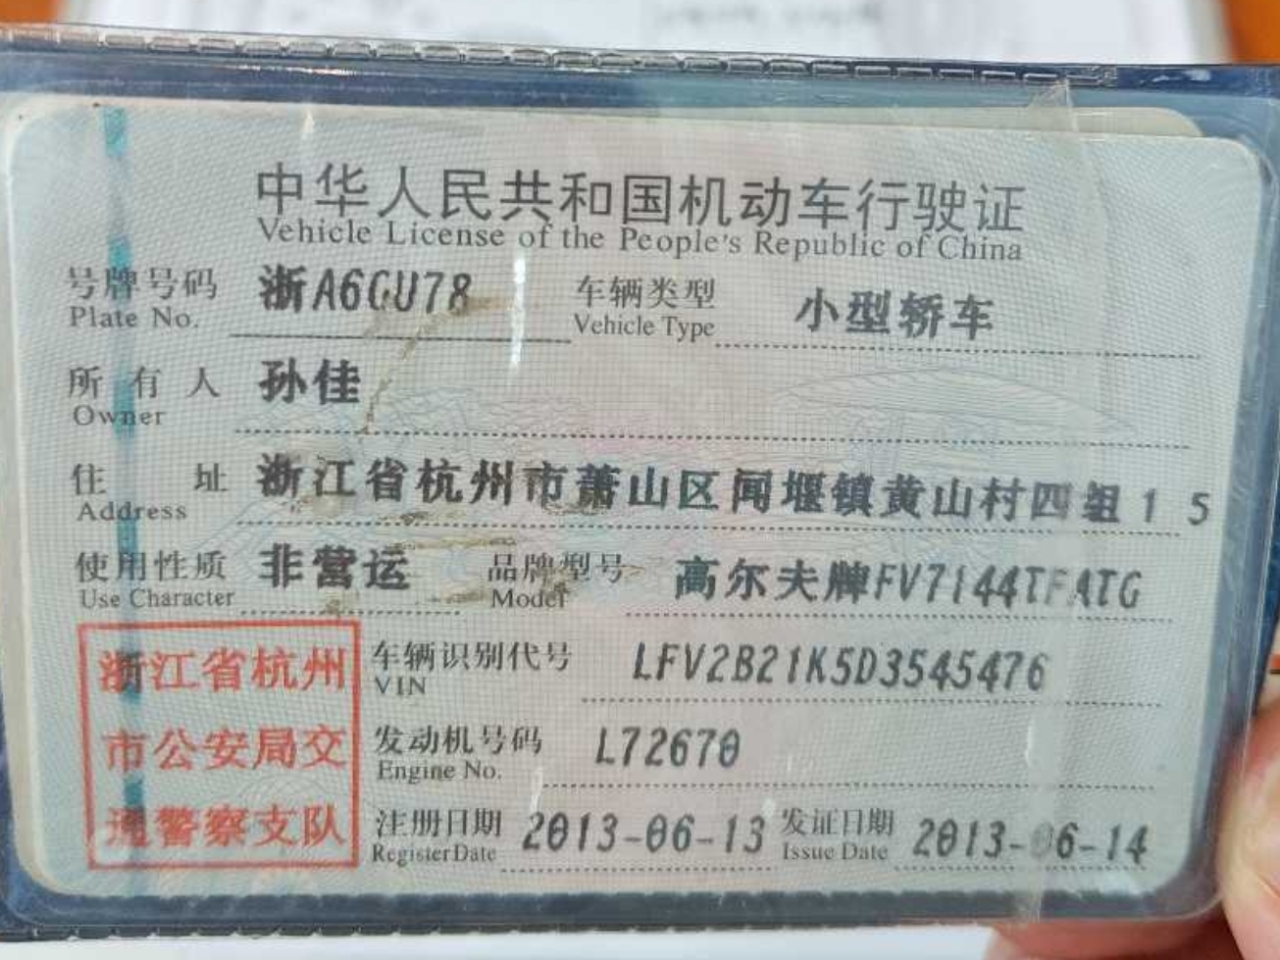 中华人民共和国机动车行驶证
Vehicle License of the People's Republic of China
号牌号码 浙A6GU78 车辆类型 小型轿车
Plate No. Vehicle Type
所有人 孙佳
Owner
住址 浙江省杭州市萧山区闻堰镇黄山村四组15
Address
使用性质 非营运 品牌型号 高尔夫牌FV7144TFATG
Use Character Model
浙江省杭州
市公安局交
通警察支队
车辆识别代号 LFV2B21K5D3545476
VIN
发动机号码 L72670
Engine No.
注册日期 2013-06-13 发证日期 2013-06-14
Register Date Issue Date